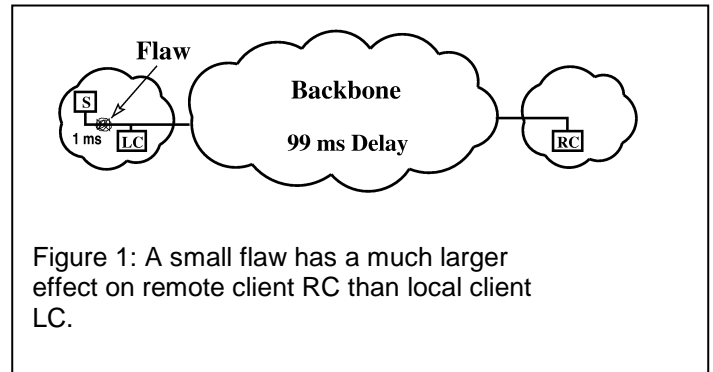 Flaw
S
1 ms
LC
Backbone
99 ms Delay
RC
Figure 1: A small flaw has a much larger
effect on remote client RC than local client
LC.